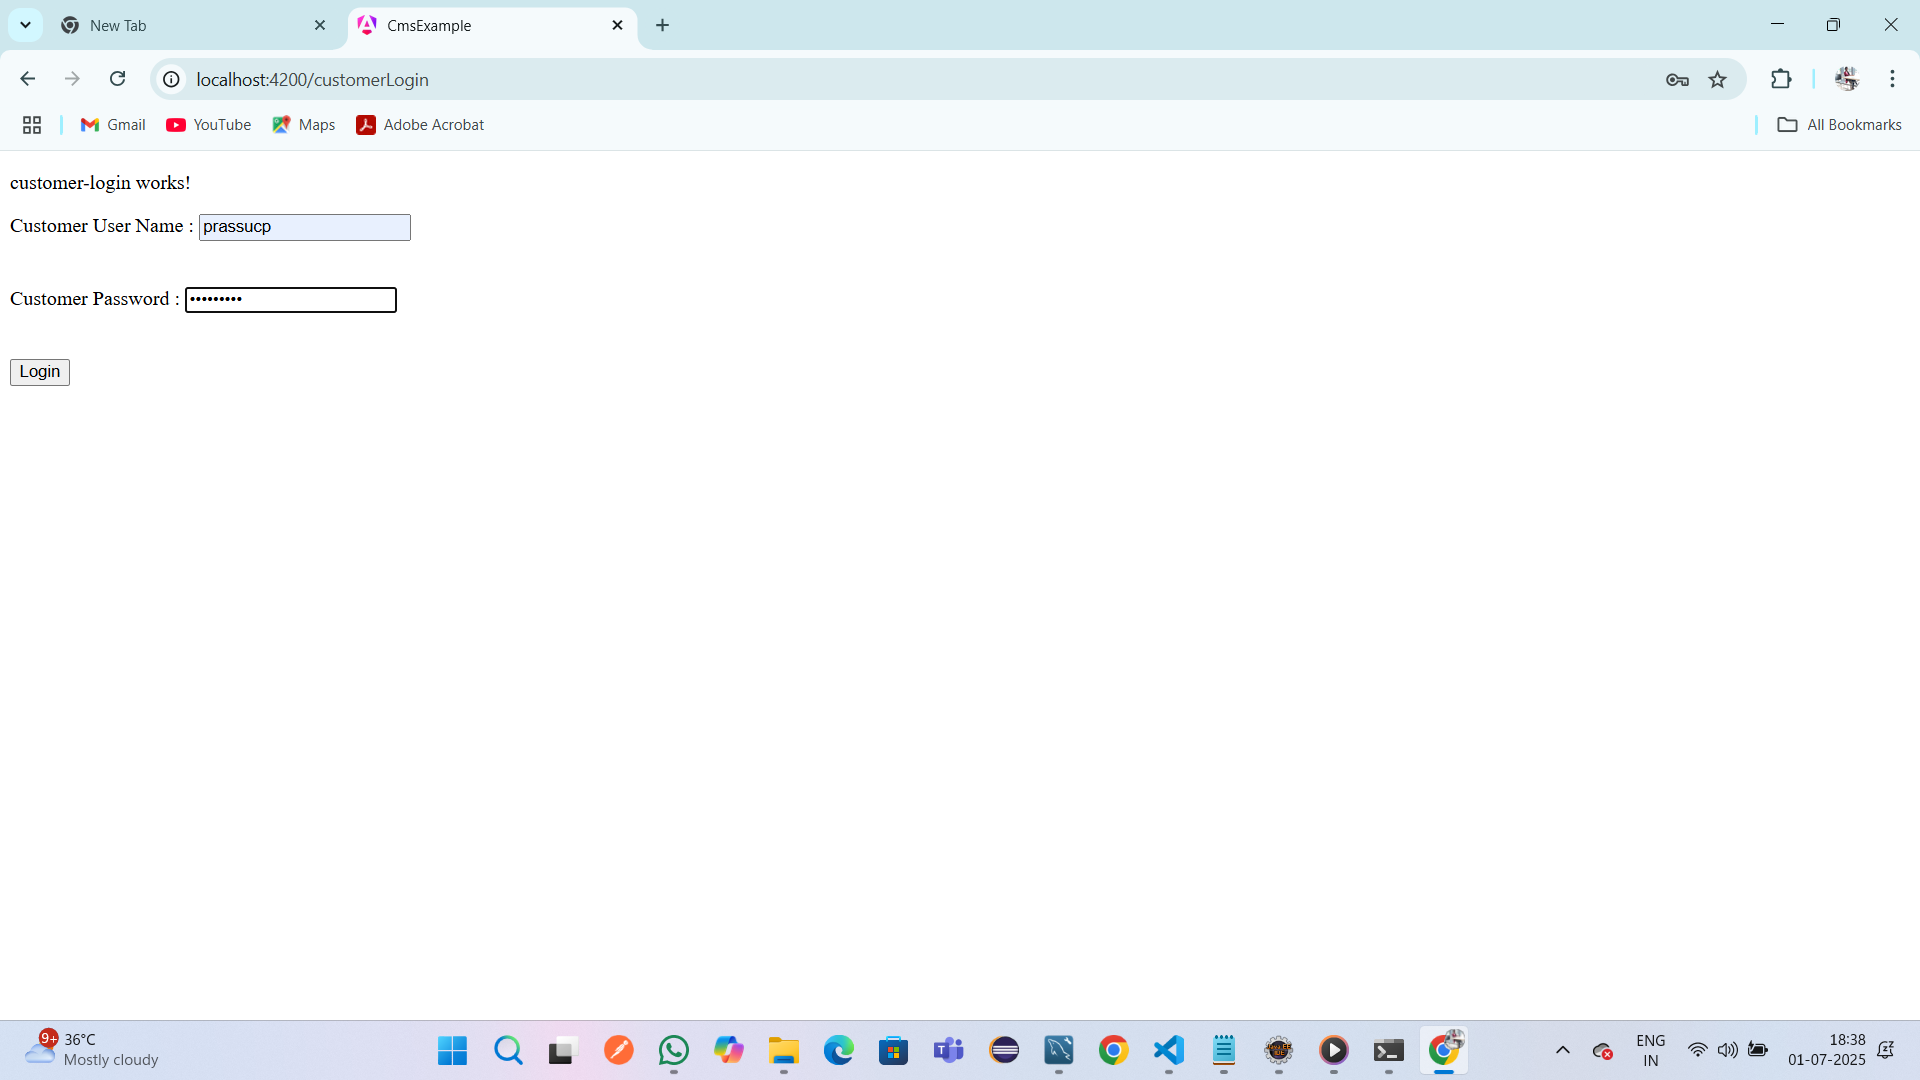 New Tab
CmsExample
localhost:4200/customerLogin
Gmail
YouTube
Maps
Adobe Acrobat
All Bookmarks
customer-login works!
Customer User Name : prassucp
Customer Password : •••••••••
Login
9+
36°C
Mostly cloudy
ENG
IN
18:38
01-07-2025